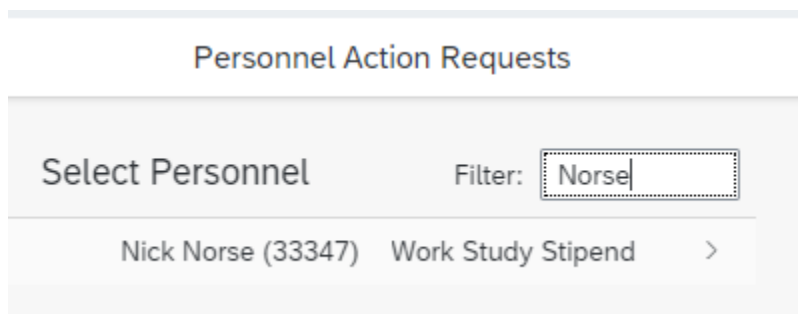 Personnel Action Requests
Select Personnel Filter: Norse
Nick Norse (33347) Work Study Stipend >